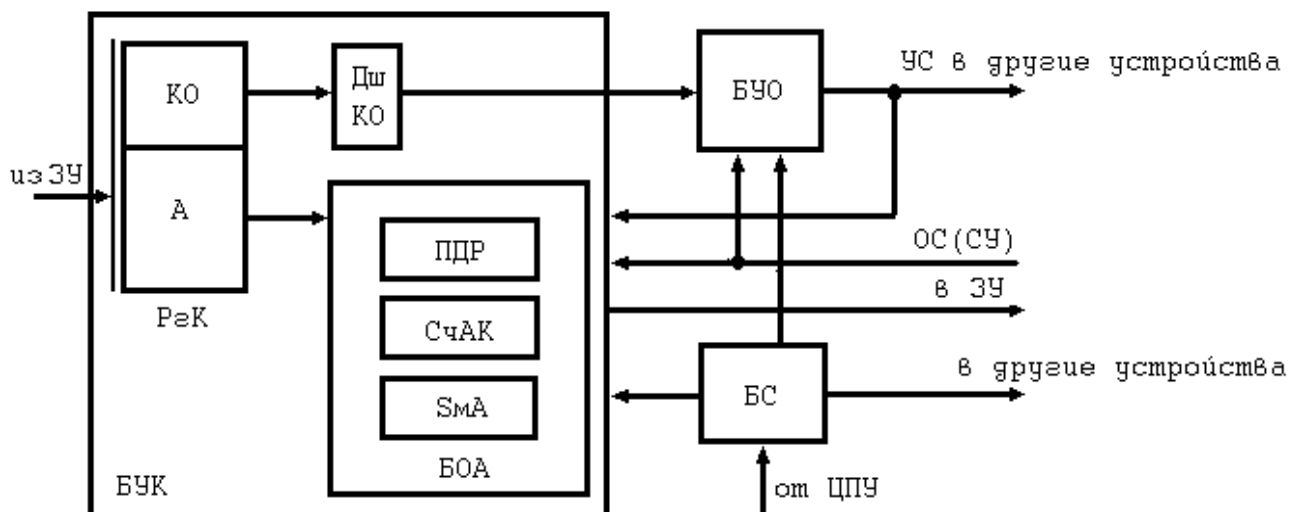 УС в другие устройства
КО
Дш
КО
БУО
из ЗУ
А
ПДР
ОС(СУ)
в ЗУ
РгК
СчАК
в другие устройства
SмА
БС
БОА
БУК
от ЦПУ